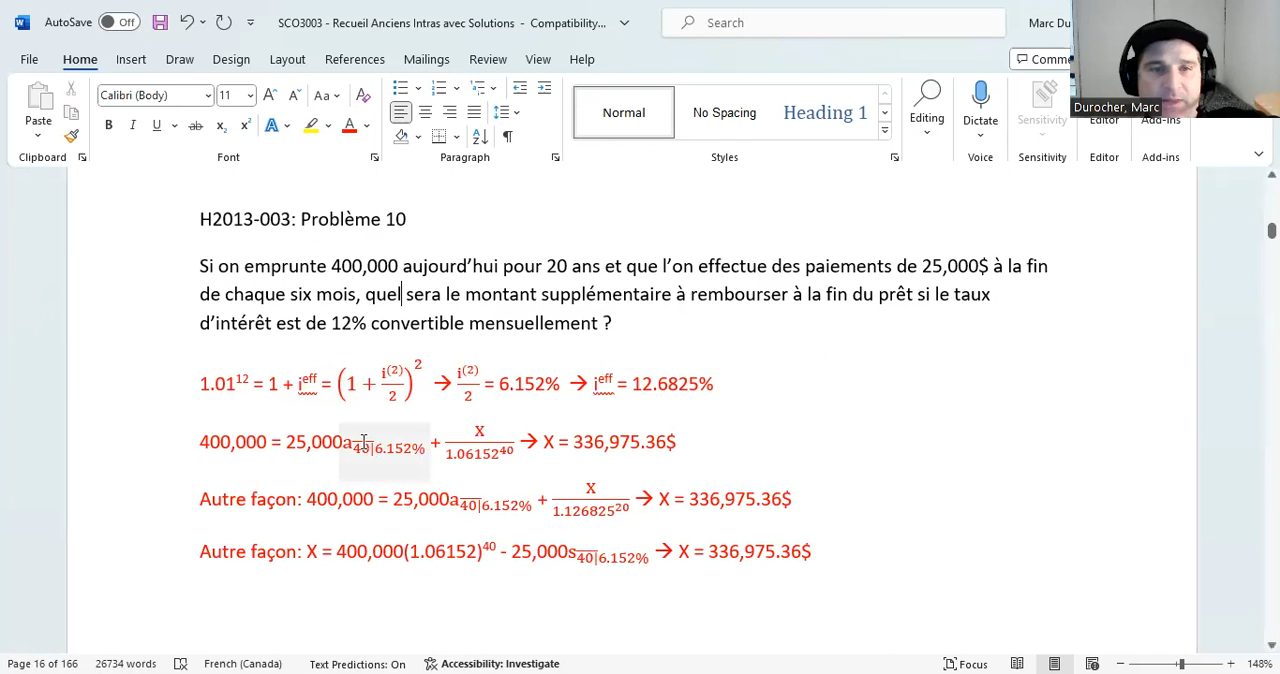 AutoSave Off SCO3003 - Recueil Anciens Intras avec Solutions - Compatibility... Search Marc Du
File Home Insert Draw Design Layout References Mailings Review View Help Comme
Durocher, Marc
Paste Calibri (Body) 11 Aa Normal No Spacing Heading 1 Editing Dictate Sensitivity Editor Add-ins
Clipboard Font Paragraph Styles Voice Sensitivity Editor Add-ins
H2013-003: Problème 10
Si on emprunte 400,000 aujourd’hui pour 20 ans et que l’on effectue des paiements de 25,000$ à la fin
de chaque six mois, quel sera le montant supplémentaire à rembourser à la fin du prêt si le taux
d’intérêt est de 12% convertible mensuellement ?
1.01¹² = 1 + i^eff = (1 + i^(2)/2)² → i^(2)/2 = 6.152% → i^eff = 12.6825%
400,000 = 25,000a40|6.152% + X/1.06152⁴⁰ → X = 336,975.36$
Autre façon: 400,000 = 25,000a40|6.152% + X/1.126825²⁰ → X = 336,975.36$
Autre façon: X = 400,000(1.06152)⁴⁰ - 25,000s40|6.152% → X = 336,975.36$
Page 16 of 166 26734 words French (Canada) Text Predictions: On Accessibility: Investigate Focus 148%